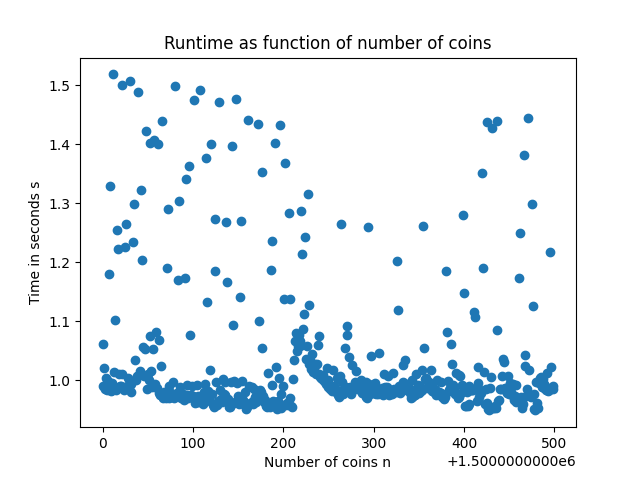 Runtime as function of number of coins
Time in seconds s
1.5
1.4
1.3
1.2
1.1
1.0
0 100 200 300 400 500
Number of coins n +1.5000000000e6